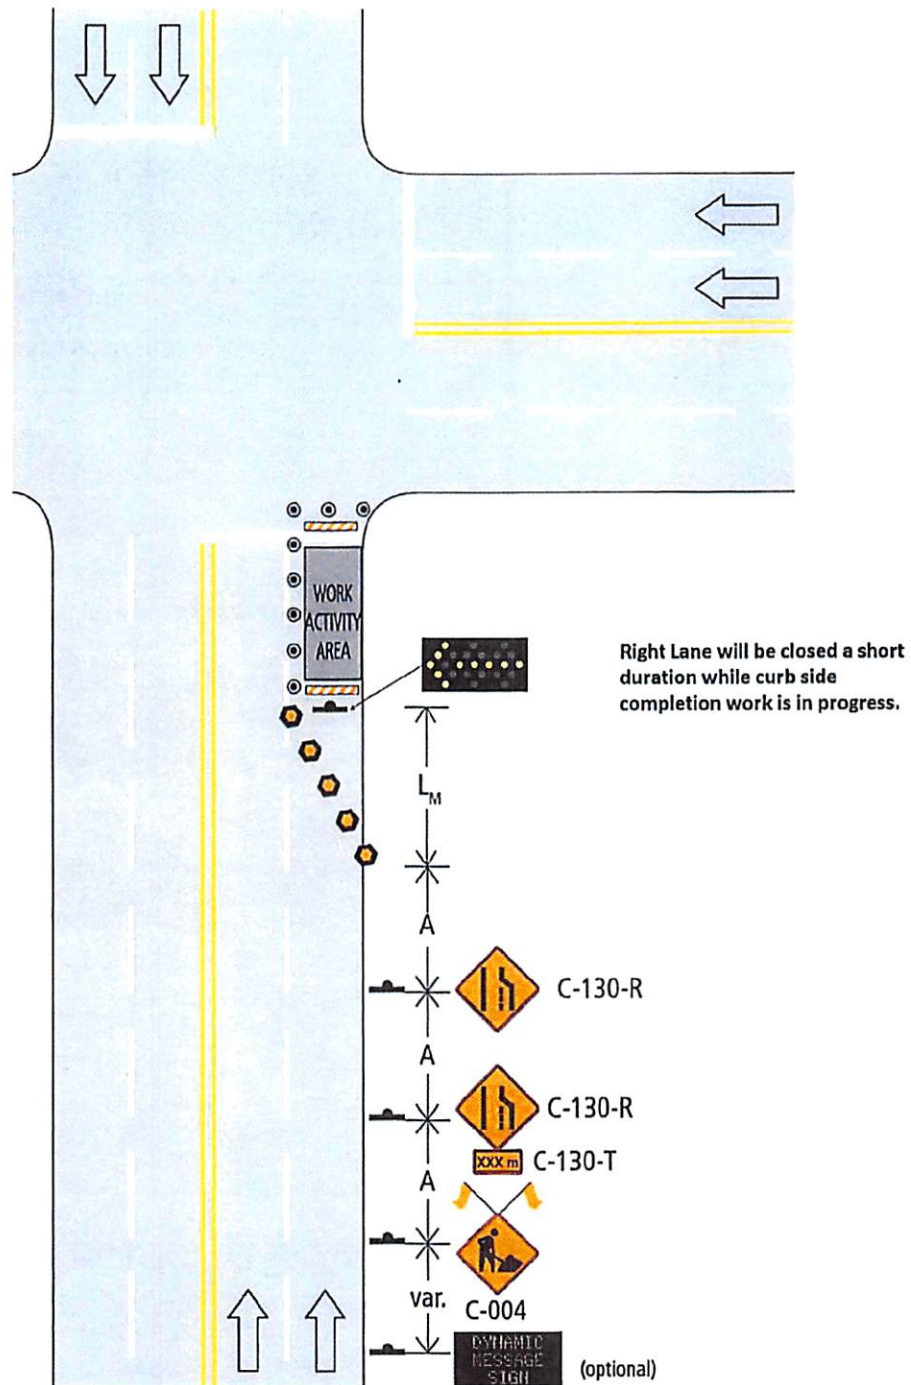 WORK
ACTIVITY
AREA
Right Lane will be closed a short
duration while curb side
completion work is in progress.
LM
A
C-130-R
A
C-130-R
XXX m
C-130-T
A
var.
C-004
DYNAMIC
MESSAGE
SIGN
(optional)